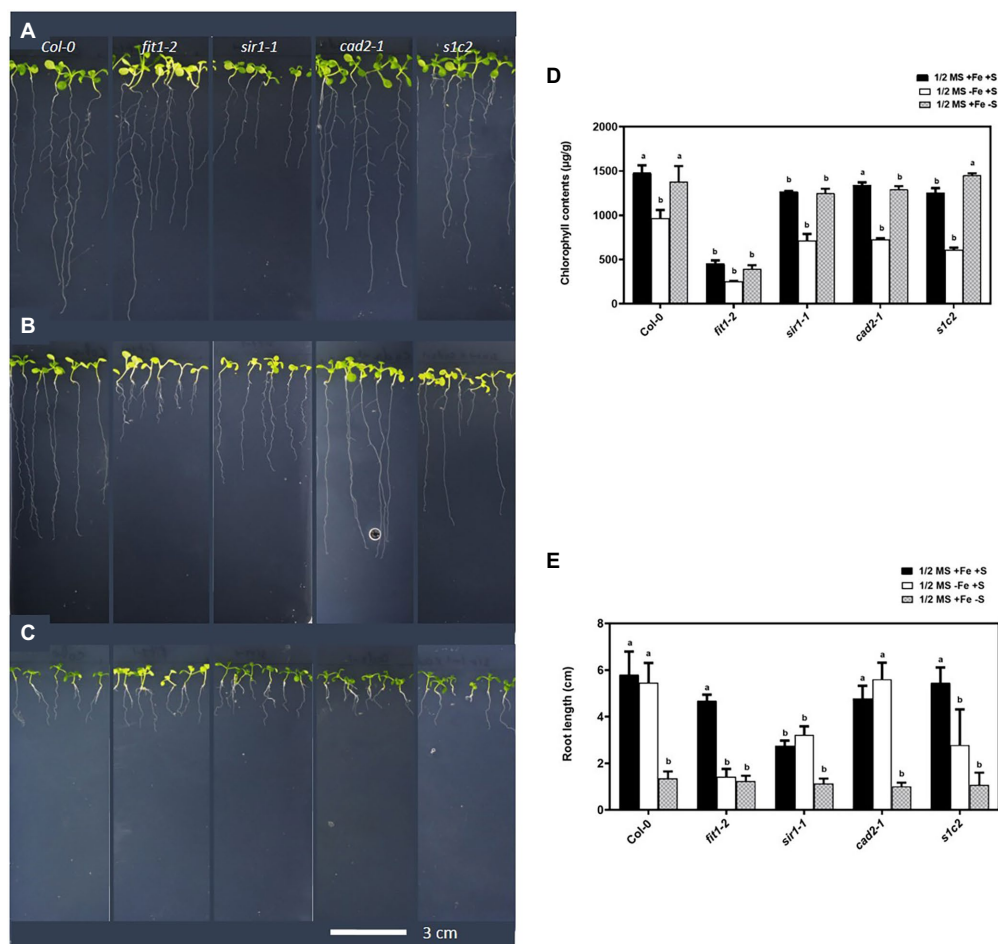 A
Col-0 fit1-2 sir1-1 cad2-1 s1c2
B
C
3 cm
D
1/2 MS +Fe +S
1/2 MS -Fe +S
1/2 MS +Fe -S
Chlorophyll contents (µg/g)
2000
1500
1000
500
0
a b a
b b b
b b b
a b b
b b a
Col-0 fit1-2 sir1-1 cad2-1 s1c2
E
1/2 MS +Fe +S
1/2 MS -Fe +S
1/2 MS +Fe -S
Root length (cm)
8
6
4
2
0
a a b
a b b
b b b
a a b
a b b
Col-0 fit1-2 sir1-1 cad2-1 s1c2